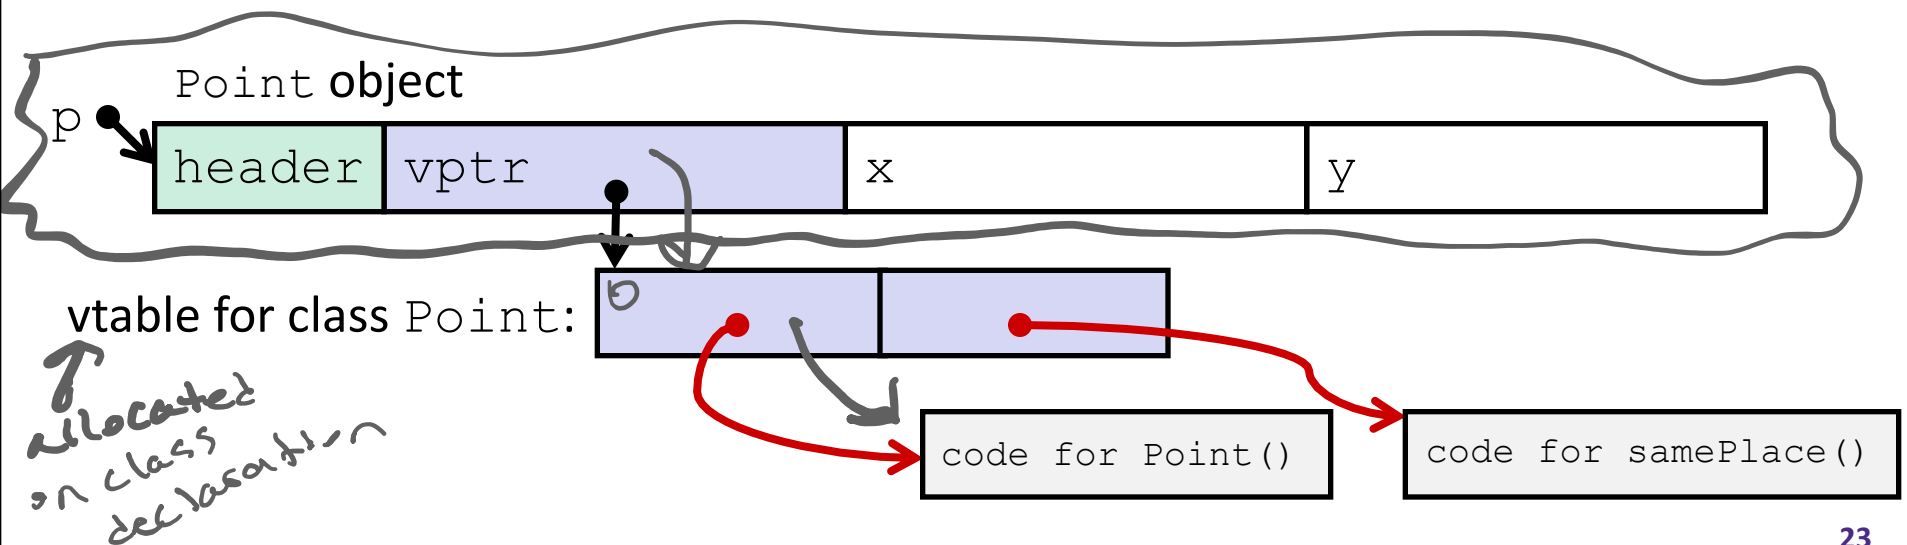 Point object
p
header vptr x y
vtable for class Point:
allocated
on class
declaration
code for Point() code for samePlace()
23